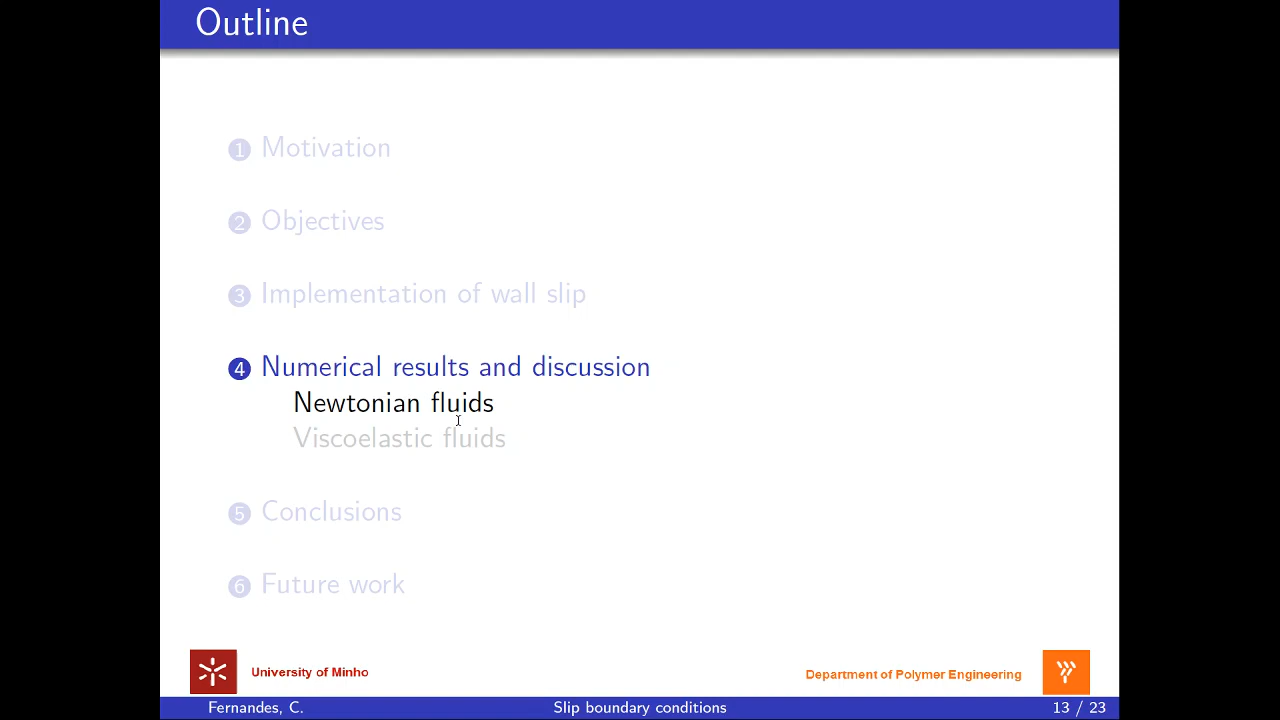 Outline
1 Motivation
2 Objectives
3 Implementation of wall slip
4 Numerical results and discussion
Newtonian fluids
Viscoelastic fluids
5 Conclusions
6 Future work
University of Minho
Department of Polymer Engineering
Fernandes, C. Slip boundary conditions 13 / 23